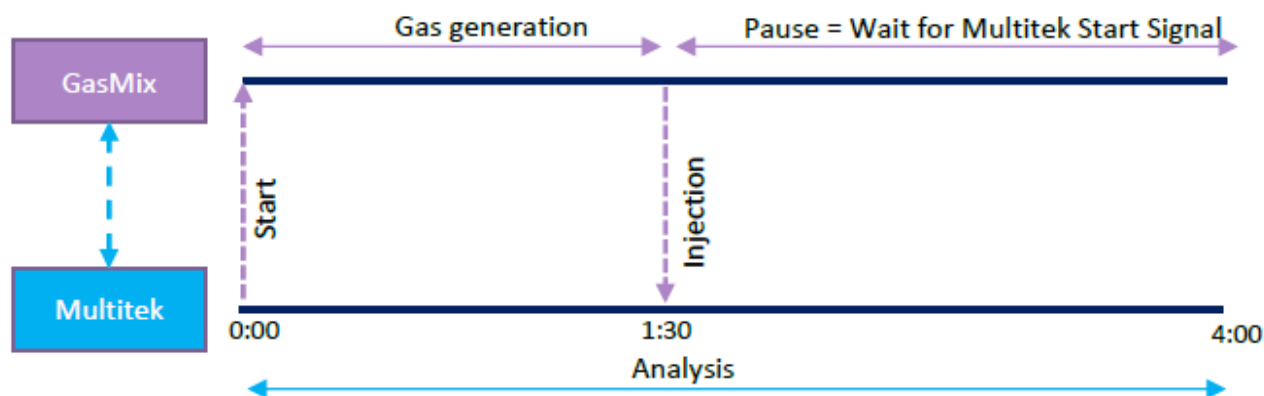 Gas generation
Pause = Wait for Multitek Start Signal
GasMix
Start
Injection
Multitek
0:00
1:30
4:00
Analysis